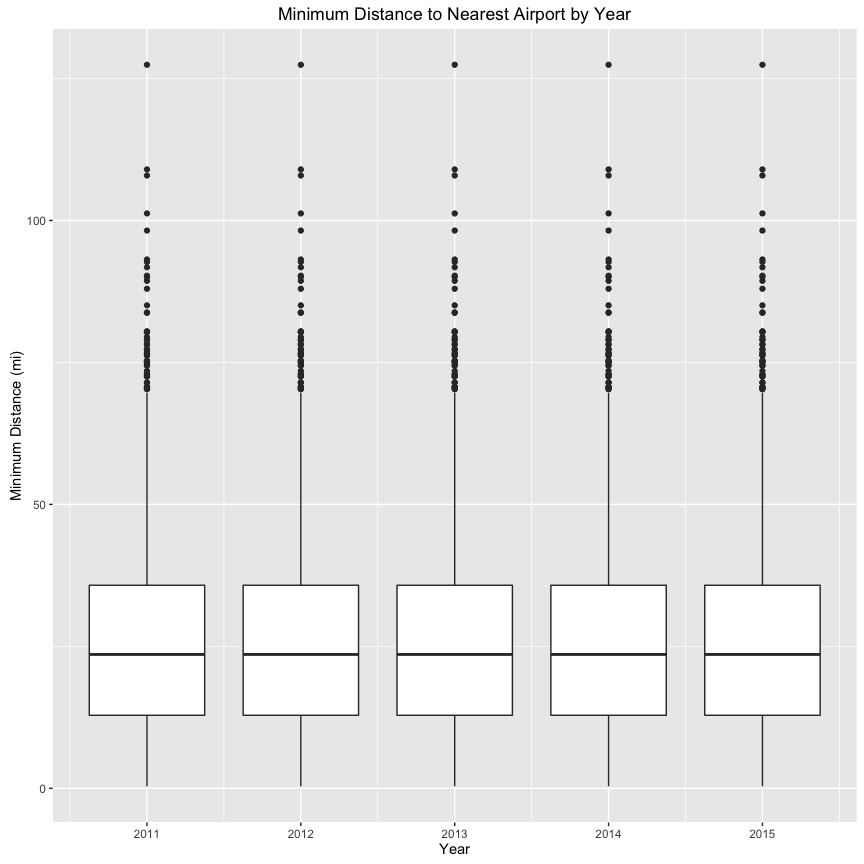 Minimum Distance to Nearest Airport by Year
Minimum Distance (mi)
100
50
0
2011 2012 2013 2014 2015
Year